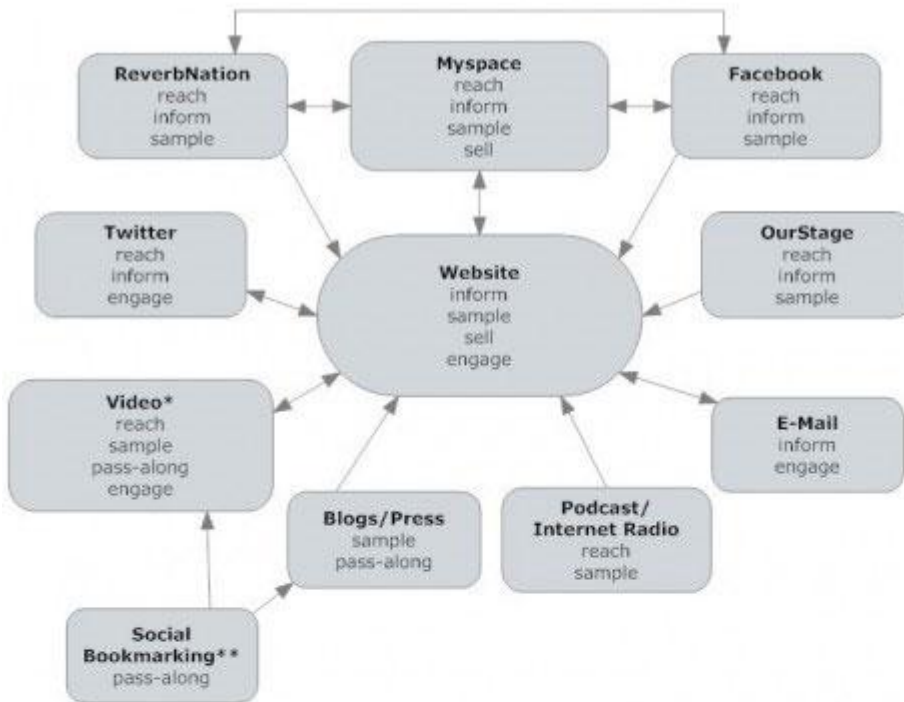 ReverbNation
reach
inform
sample
Myspace
reach
inform
sample
sell
Facebook
reach
inform
sample
Twitter
reach
inform
engage
Website
inform
sample
sell
engage
OurStage
reach
inform
sample
Video*
reach
sample
pass-along
engage
E-Mail
inform
engage
Blogs/Press
sample
pass-along
Podcast/
Internet Radio
reach
sample
Social
Bookmarking**
pass-along